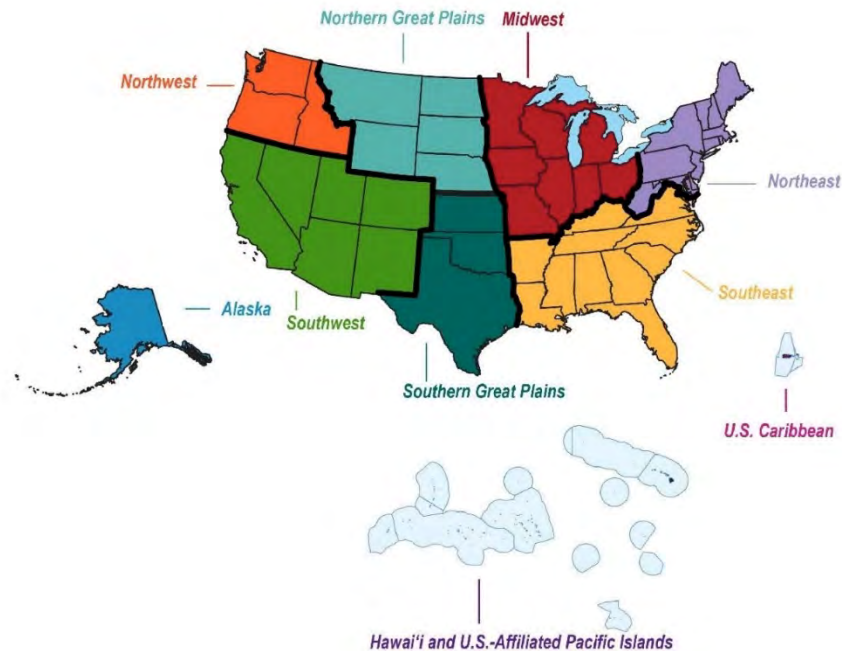 Northern Great Plains
Midwest
Northwest
Northeast
Southeast
Alaska
Southwest
Southern Great Plains
U.S. Caribbean
Hawai‘i and U.S.-Affiliated Pacific Islands